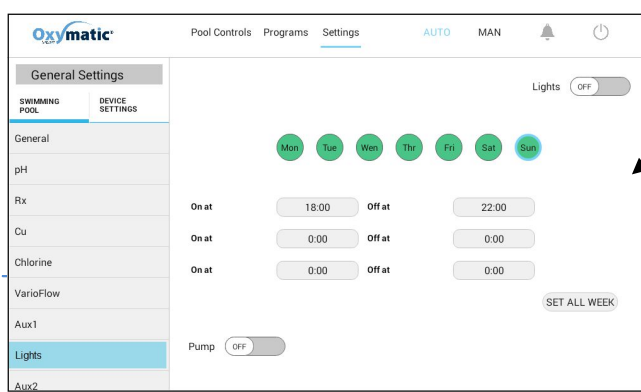 Oxymatic®
Pool Controls Programs Settings AUTO MAN
General Settings
SWIMMING POOL
DEVICE SETTINGS
General
pH
Rx
Cu
Chlorine
VarioFlow
Aux1
Lights
Aux2
Lights OFF
Mon Tue Wen Thr Fri Sat Sun
On at 18:00 Off at 22:00
On at 0:00 Off at 0:00
On at 0:00 Off at 0:00
SET ALL WEEK
Pump OFF